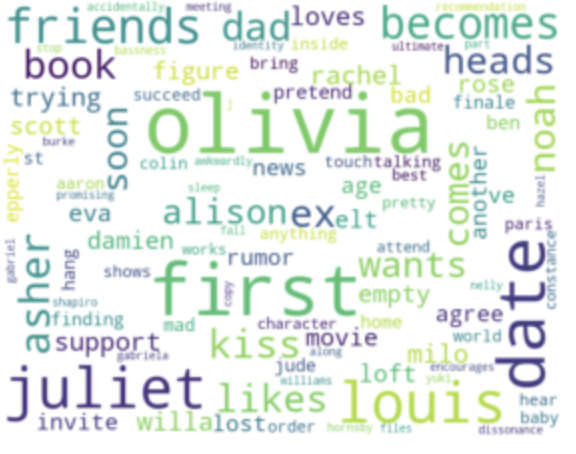 accidentally meeting recommendation
friends dad loves becomes
stop bassness identity inside ultimate part
book figure bring rachel heads
trying succeed pretend bad rose finale
scott soon olivia ben noah
st burke colin awkwardly news touch talking best
epperly aaron sleep age pretty comes another ve hazel
promising eva alison ex elt paris
gabriel damien fall anything attend constance
asher hang works rumor wants date
shows first empty nelly
shapiro copy agree
finding mad character home world
support gabriela kiss movie milo
along jude loft encourages
juliet likes williams louis yuki hear
invite willa lost order hornsby files baby
dissonance
j